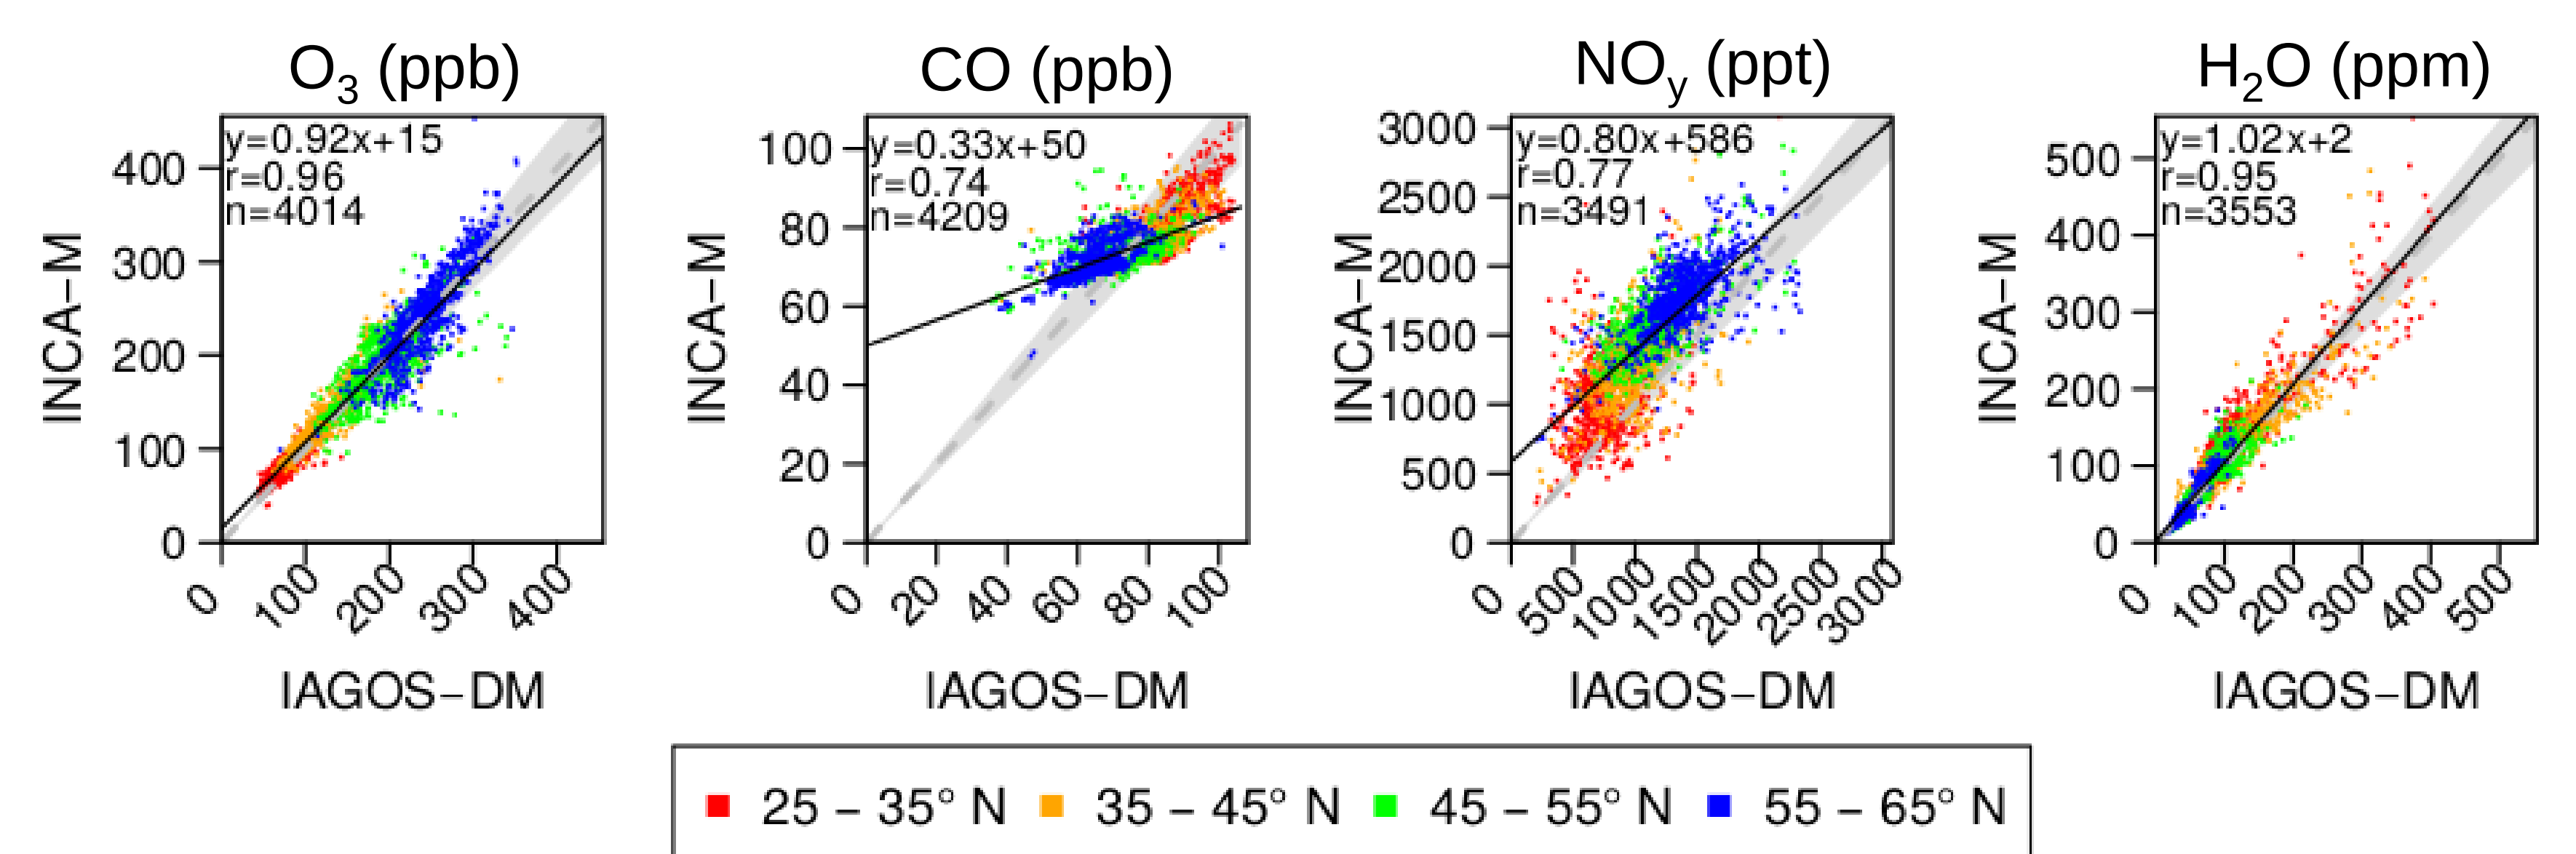 O3 (ppb)
y=0.92x+15
r=0.96
n=4014
INCA−M
400
300
200
100
0
0 100 200 300 400
IAGOS−DM
CO (ppb)
y=0.33x+50
r=0.74
n=4209
INCA−M
100
80
60
40
20
0
0 20 40 60 80 100
IAGOS−DM
NOy (ppt)
y=0.80x+586
r=0.77
n=3491
INCA−M
3000
2500
2000
1500
1000
500
0
0 500 1000 1500 2000 2500 3000
IAGOS−DM
H2O (ppm)
y=1.02x+2
r=0.95
n=3553
INCA−M
500
400
300
200
100
0
0 100 200 300 400 500
IAGOS−DM
25 − 35° N 35 − 45° N 45 − 55° N 55 − 65° N